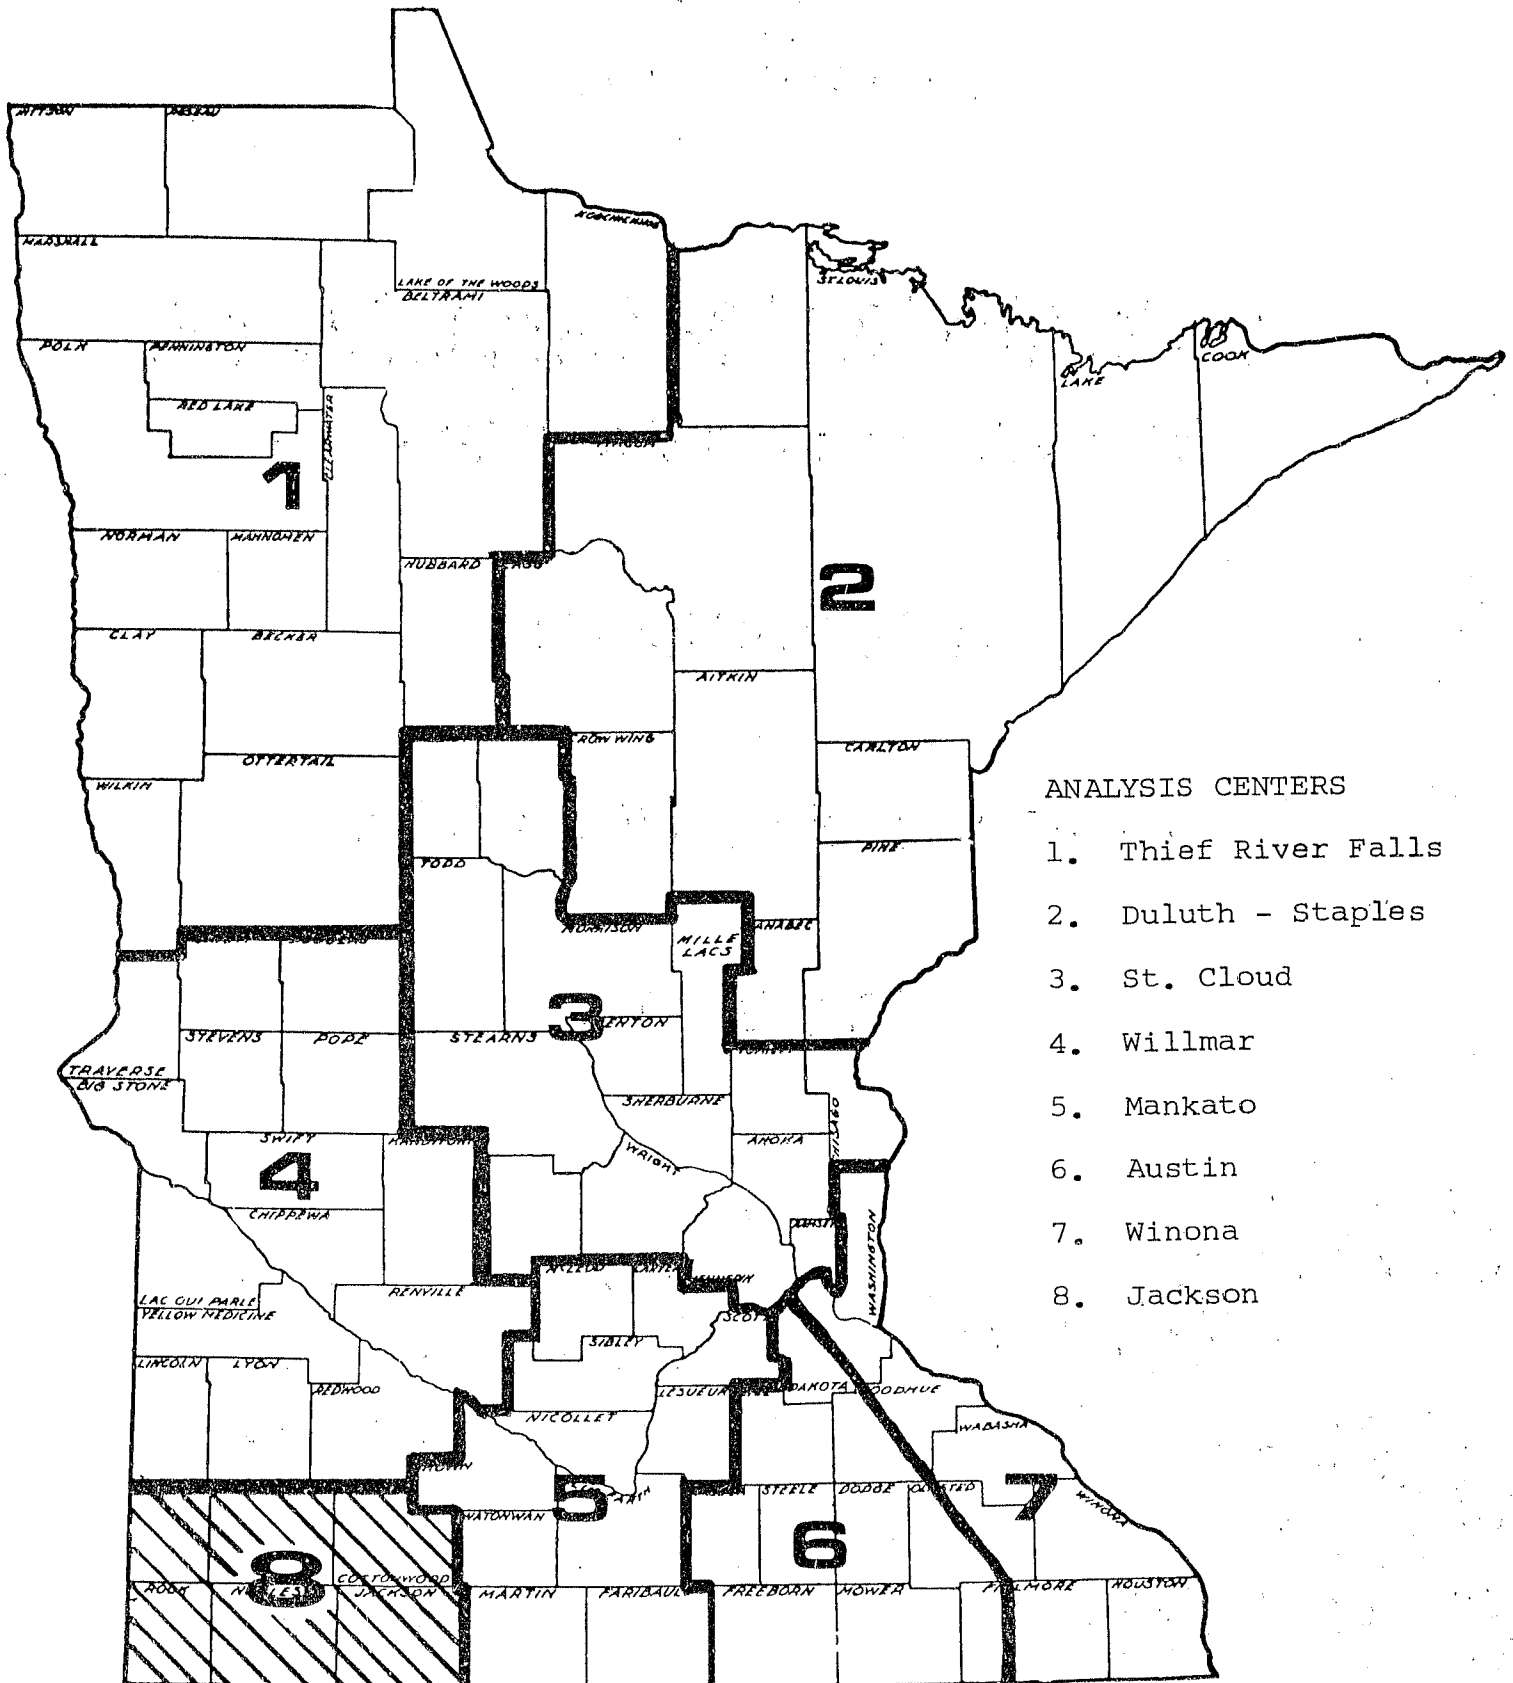 KITTSON
ROSEAU
KOOCHICHING
MARSHALL
LAKE OF THE WOODS
BELTRAMI
ST. LOUIS
POLK
PENNINGTON
COOK
LAKE
RED LAKE
CLEARWATER
1
NORMAN
MAHNOMEN
HUBBARD
CASS
2
CLAY
BECKER
AITKIN
ROW WING
CARLTON
OTTERTAIL
WILKIN
ANALYSIS CENTERS
PINE
1. Thief River Falls
TODD
2. Duluth - Staples
MORRISON
ANABEC
MILLE
LACS
3. St. Cloud
3
ENTON
STEVENS
POPE
STEARNS
4. Willmar
TRAVERSE
BIG STONE
SHERBURNE
5. Mankato
CHISAGO
SWIFT
ANOKA
WRIGHT
4
6. Austin
CHIPPEWA
WASHINGTON
7. Winona
RENVILLE
8. Jackson
LAC QUI PARLE
YELLOW MEDICINE
SCOTT
SIBLEY
LINCOLN
LYON
REDWOOD
LESUEUR
DAKOTA
OODHUE
NICOLLET
WABASHA
5
7
STEELE
DODGE
OLMSTED
WINONA
WATONWAN
6
8
COTTONWOOD
ROCK
JACKSON
MARTIN
FARIBAULT
FREEBORN
MOWER
FILLMORE
HOUSTON